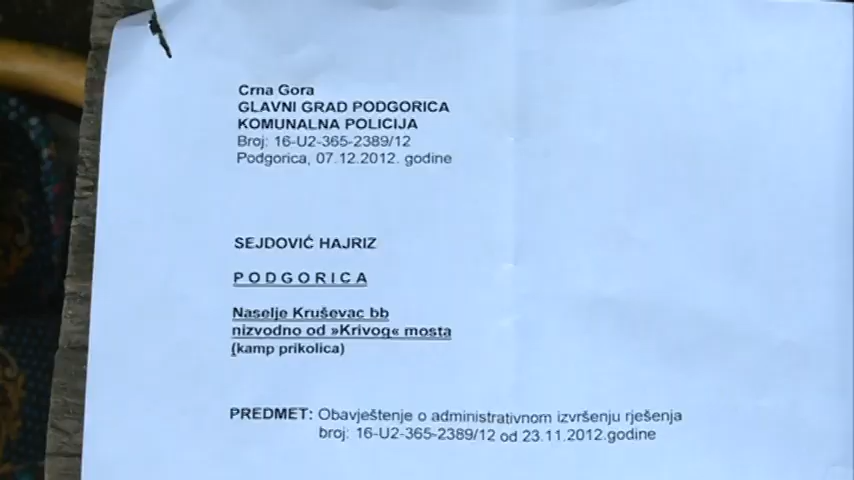 Crna Gora
GLAVNI GRAD PODGORICA
KOMUNALNA POLICIJA
Broj: 16-U2-365-2389/12
Podgorica, 07.12.2012. godine
SEJDOVIĆ HAJRIZ
P O D G O R I C A
Naselje Kruševac bb
nizvodno od »Krivog« mosta
(kamp prikolica)
PREDMET: Obavještenje o administrativnom izvršenju rješenja
broj: 16-U2-365-2389/12 od 23.11.2012.godine